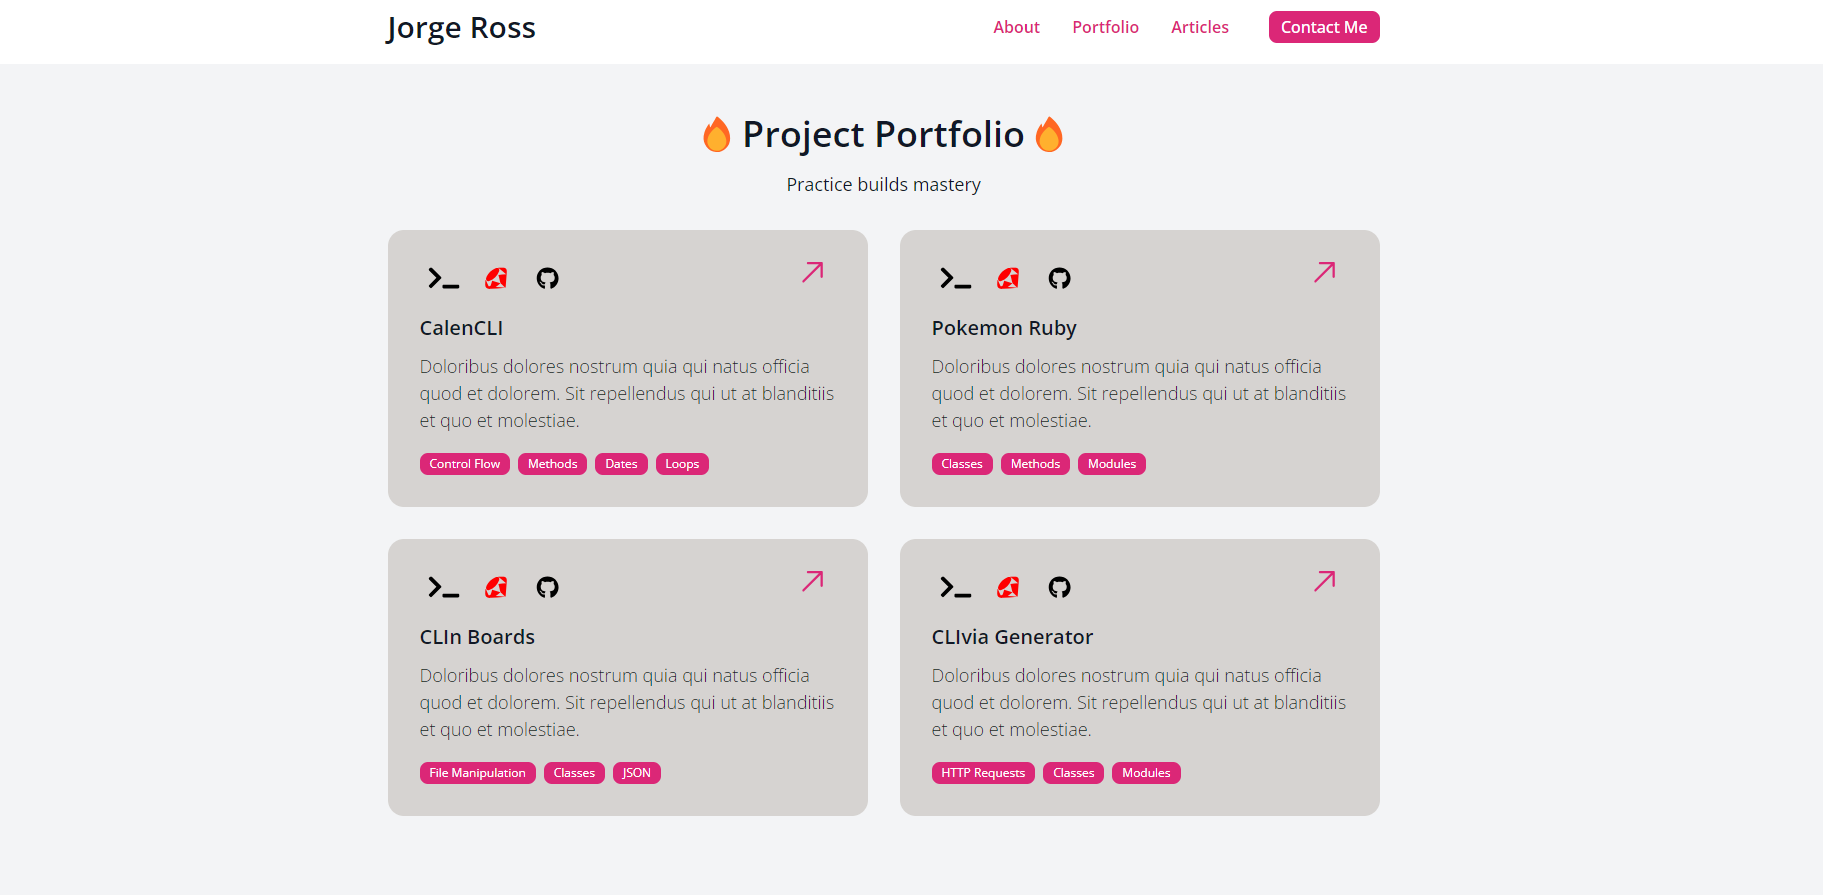 Jorge Ross
About Portfolio Articles Contact Me
🔥 Project Portfolio 🔥
Practice builds mastery
CalenCLI
Doloribus dolores nostrum quia qui natus officia
quod et dolorem. Sit repellendus qui ut at blanditiis
et quo et molestiae.
Control Flow Methods Dates Loops
Pokemon Ruby
Doloribus dolores nostrum quia qui natus officia
quod et dolorem. Sit repellendus qui ut at blanditiis
et quo et molestiae.
Classes Methods Modules
CLIn Boards
Doloribus dolores nostrum quia qui natus officia
quod et dolorem. Sit repellendus qui ut at blanditiis
et quo et molestiae.
File Manipulation Classes JSON
CLIvia Generator
Doloribus dolores nostrum quia qui natus officia
quod et dolorem. Sit repellendus qui ut at blanditiis
et quo et molestiae.
HTTP Requests Classes Modules